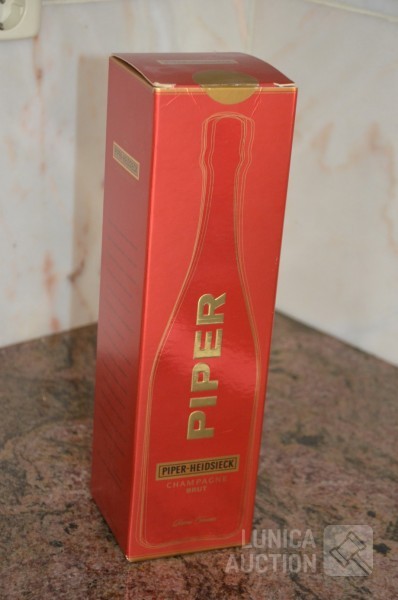 PIPER
PIPER-HEIDSIECK
CHAMPAGNE
BRUT
LUNICA
AUCTION